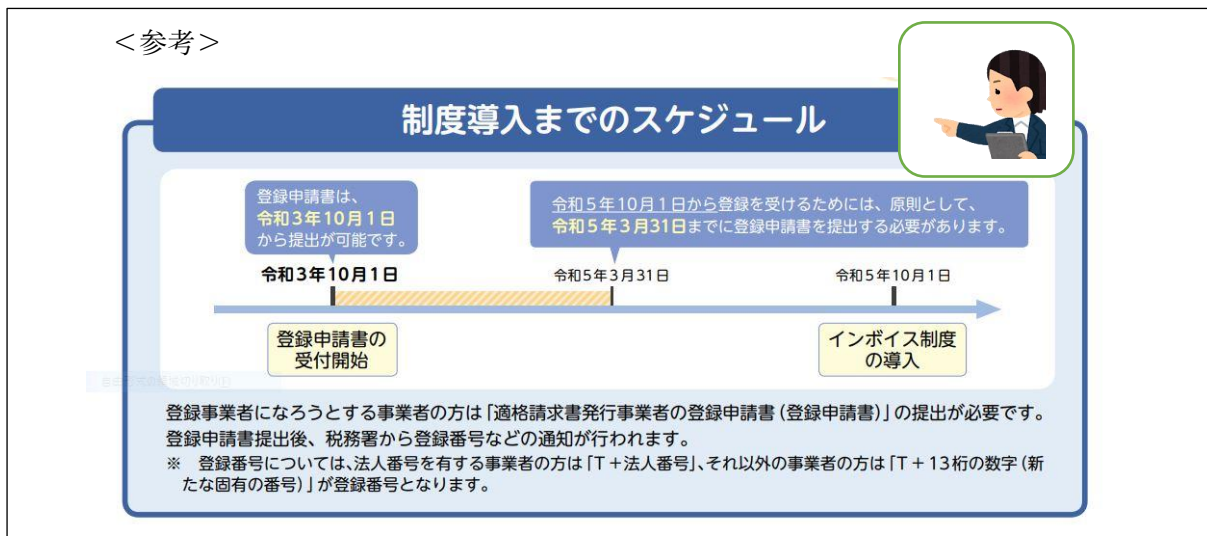 ＜参考＞
制度導入までのスケジュール
登録申請書は、
令和3年10月1日
から提出が可能です。
令和5年10月1日から登録を受けるためには、原則として、
令和5年3月31日までに登録申請書を提出する必要があります。
令和3年10月1日
令和5年3月31日
令和5年10月1日
登録申請書の
受付開始
インボイス制度
の導入
登録事業者になろうとする事業者の方は「適格請求書発行事業者の登録申請書(登録申請書)」の提出が必要です。
登録申請書提出後、税務署から登録番号などの通知が行われます。
※　登録番号については、法人番号を有する事業者の方は「T＋法人番号」、それ以外の事業者の方は「T＋13桁の数字(新
たな固有の番号)」が登録番号となります。